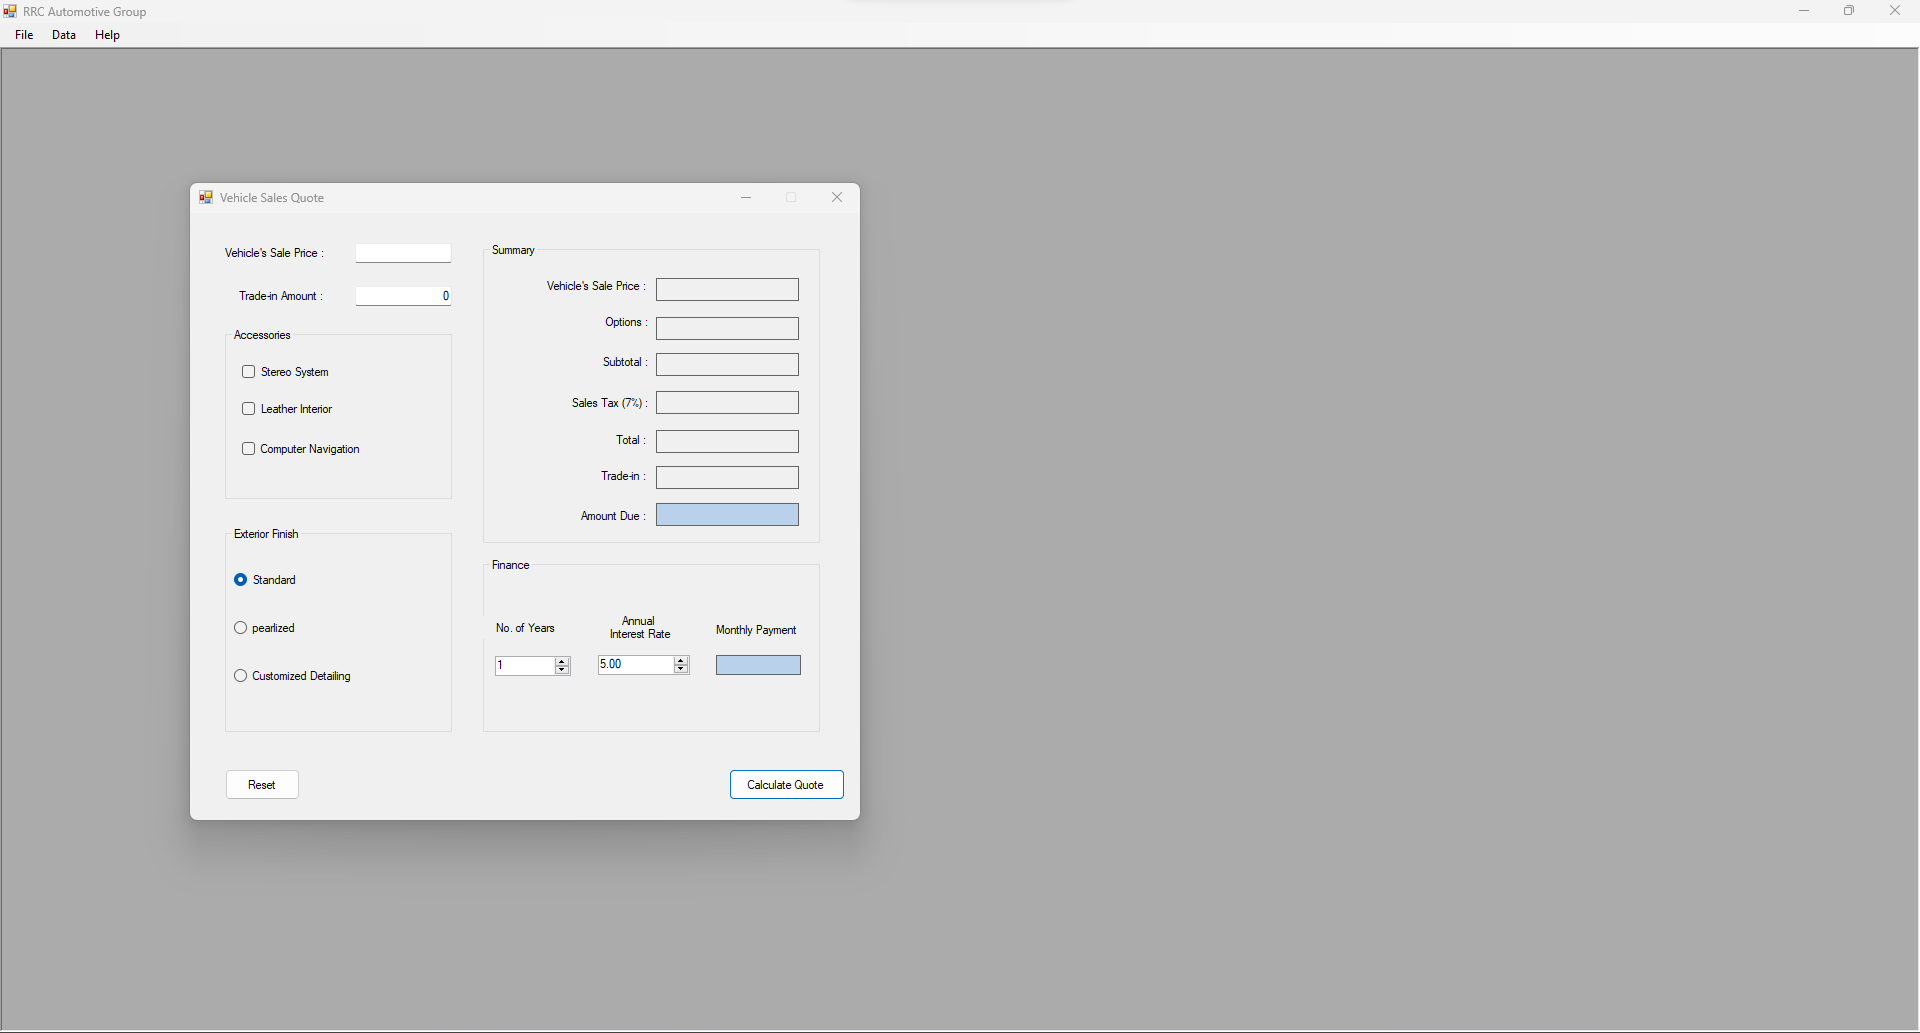 RRC Automotive Group
File Data Help
Vehicle Sales Quote
Vehicle's Sale Price :
Trade-in Amount : 0
Accessories
Stereo System
Leather Interior
Computer Navigation
Exterior Finish
Standard
pearlized
Customized Detailing
Summary
Vehicle's Sale Price :
Options :
Subtotal :
Sales Tax (7%) :
Total :
Trade-in :
Amount Due :
Finance
No. of Years
Annual
Interest Rate
Monthly Payment
1
5.00
Reset
Calculate Quote